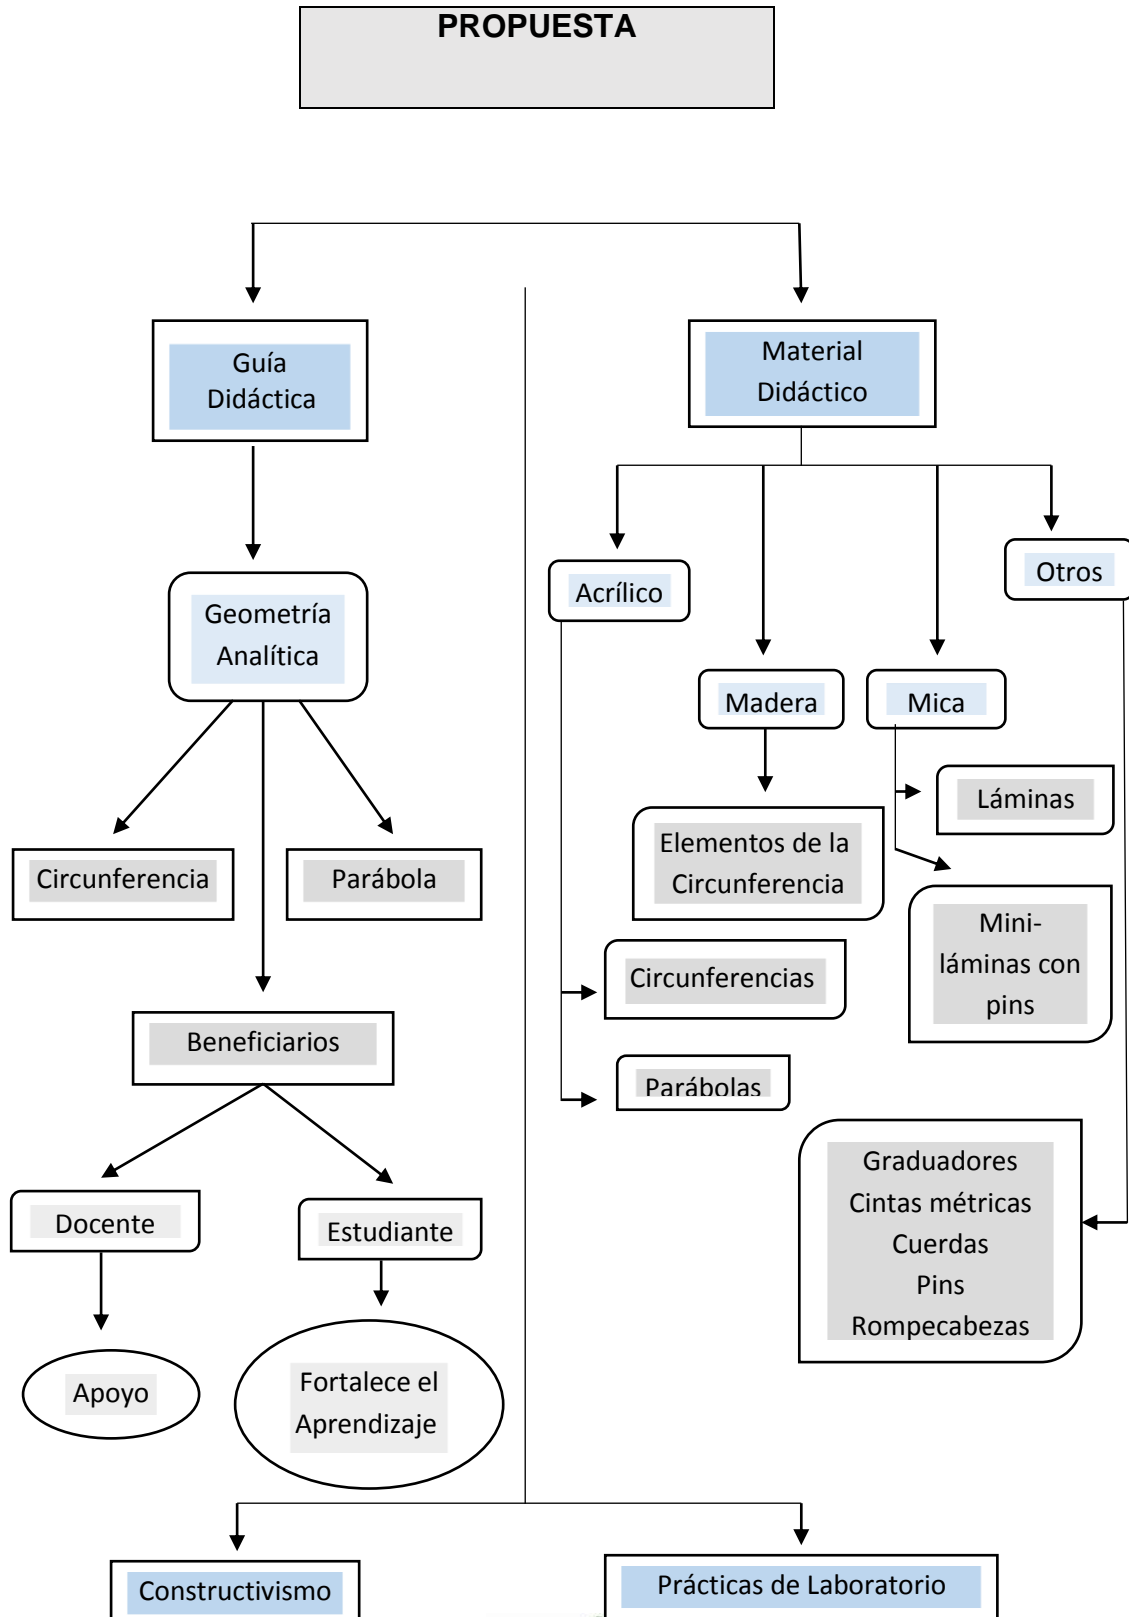 PROPUESTA
Guía
Didáctica
Material
Didáctico
Geometría
Analítica
Acrílico
Otros
Madera
Mica
Circunferencia
Parábola
Láminas
Elementos de la
Circunferencia
Mini-
láminas con
pins
Circunferencias
Beneficiarios
Parábolas
Docente
Estudiante
Graduadores
Cintas métricas
Cuerdas
Pins
Rompecabezas
Apoyo
Fortalece el
Aprendizaje
Constructivismo
Prácticas de Laboratorio